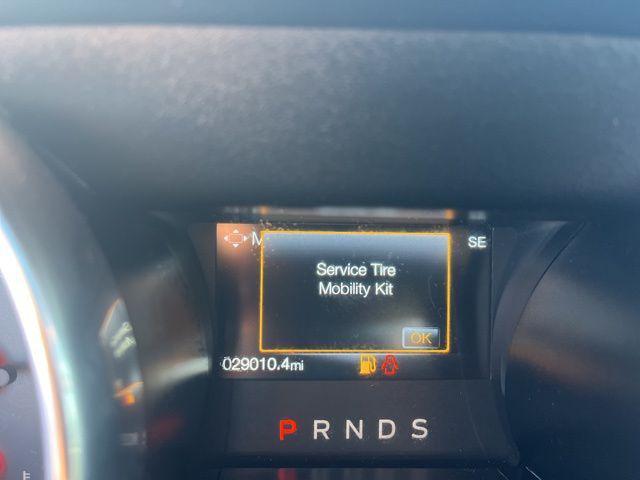 M
SE
Service Tire
Mobility Kit
OK
029010.4mi
P R N D S